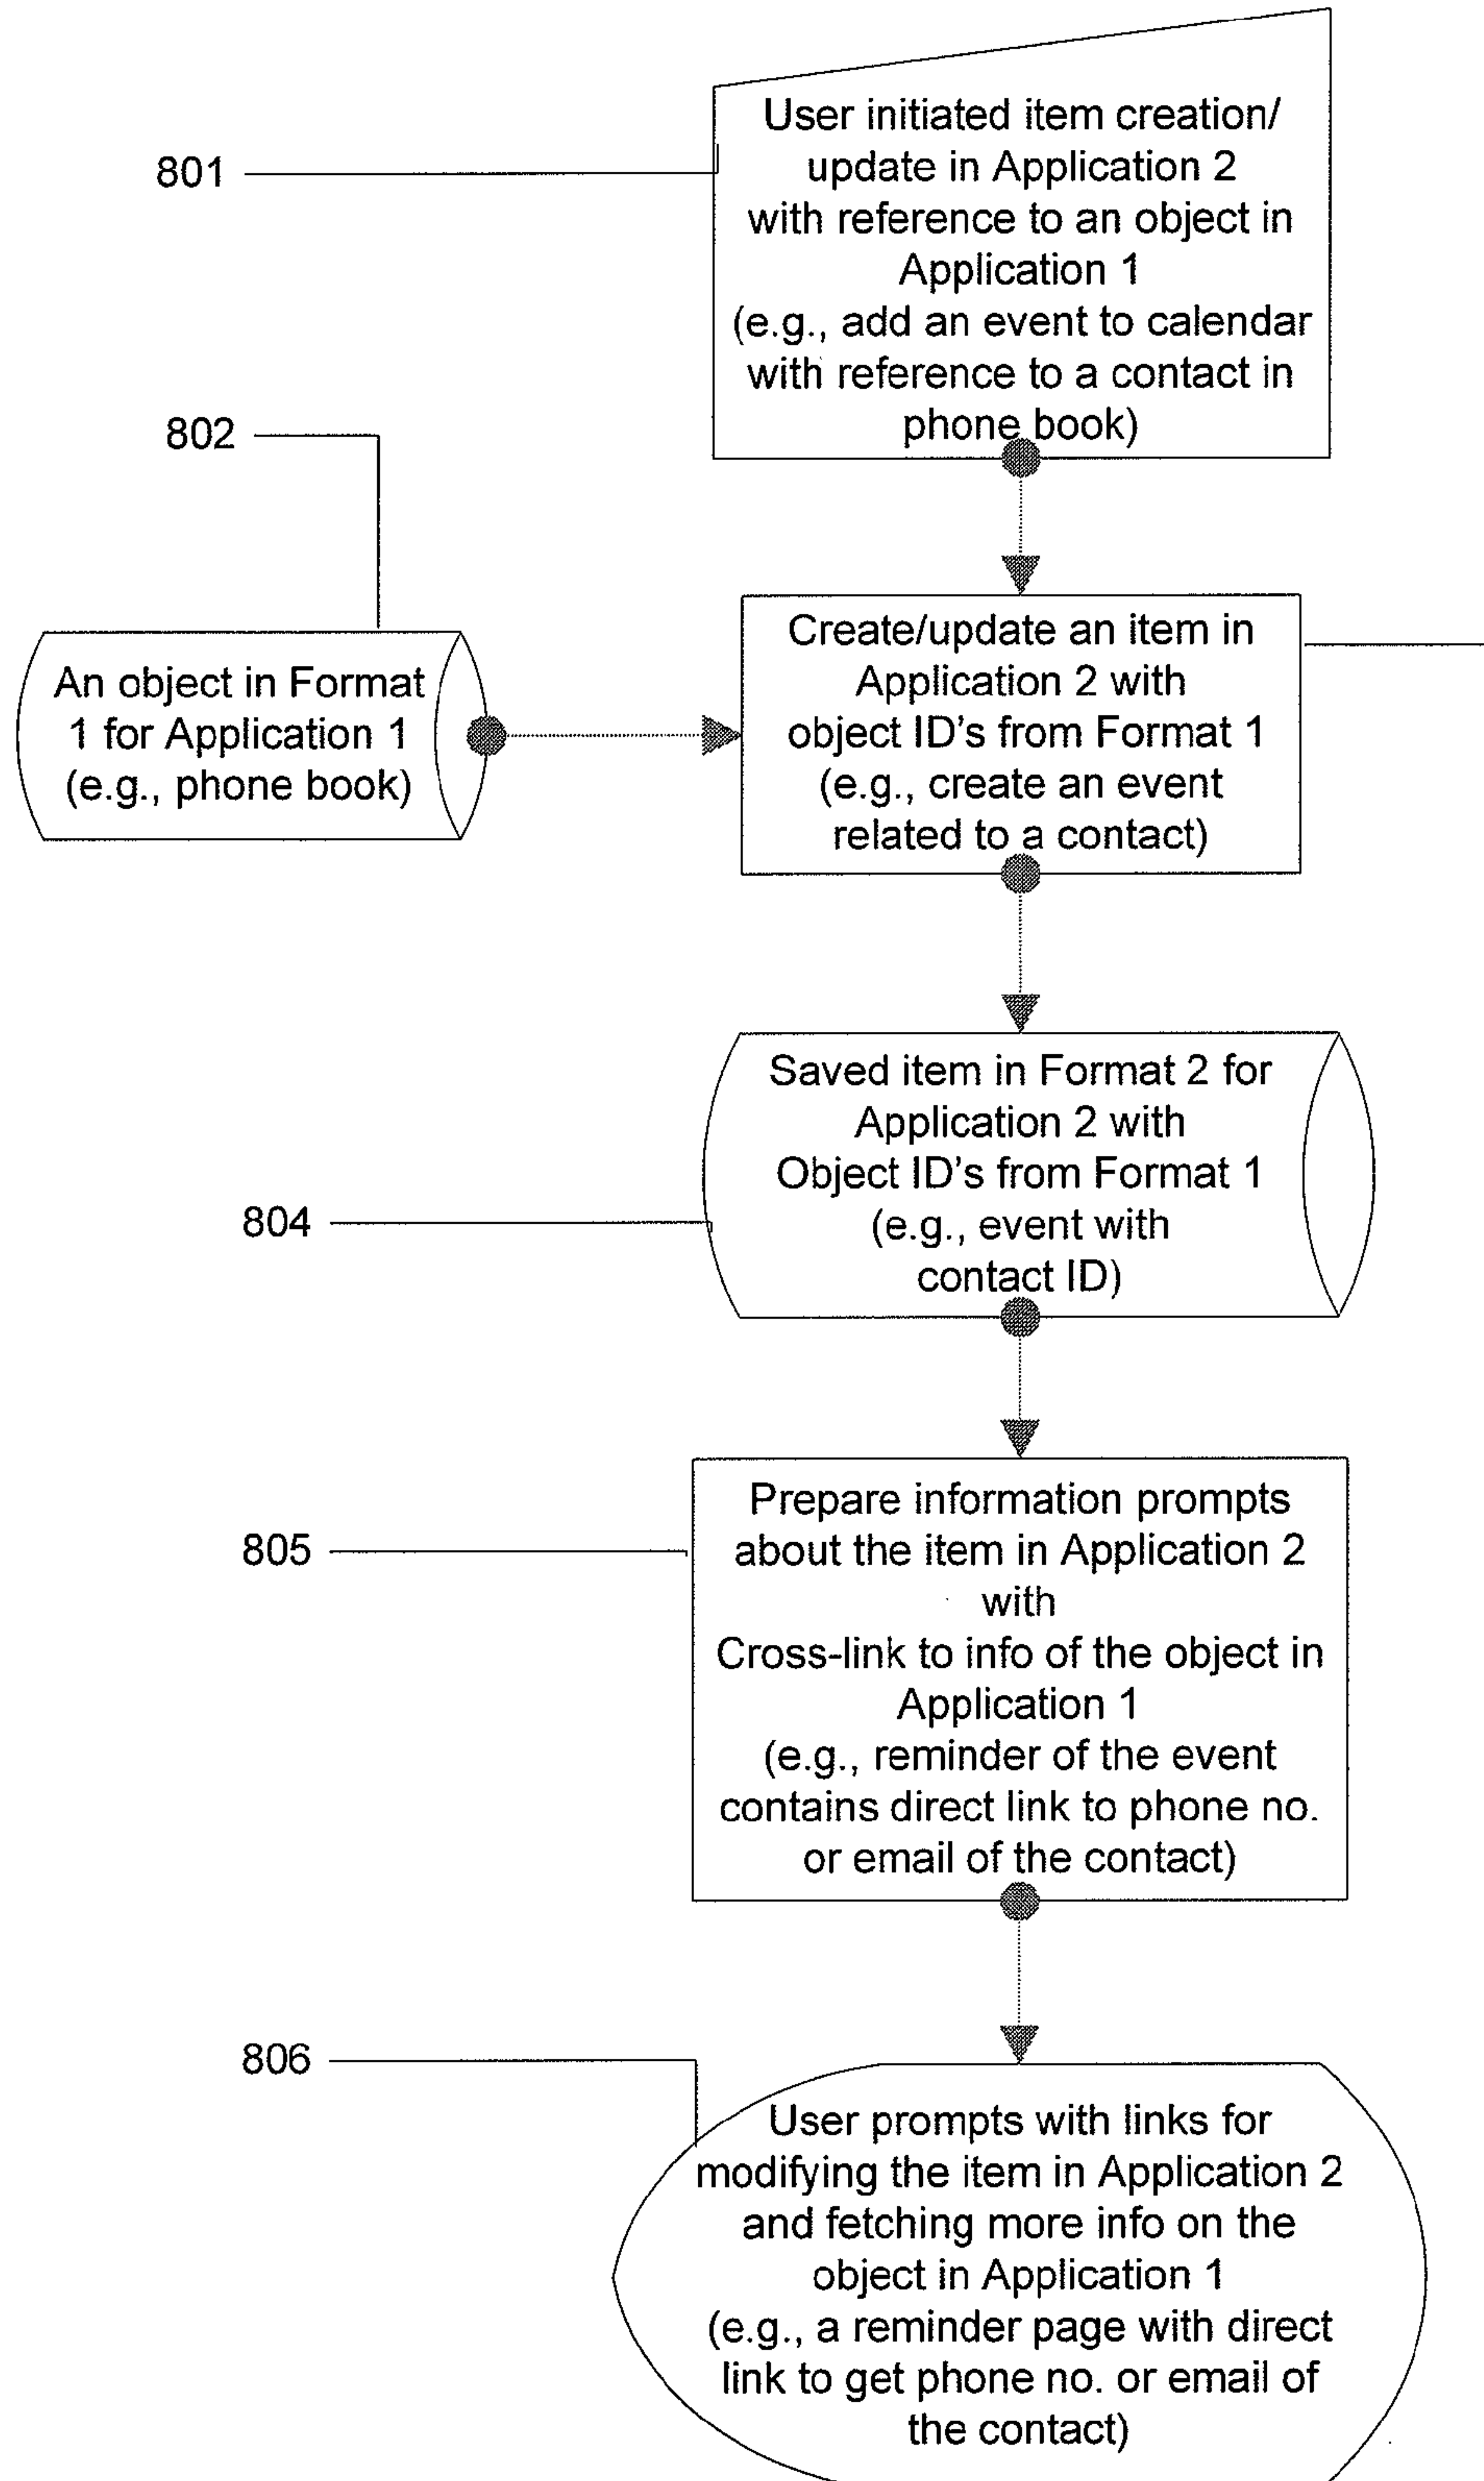 801
User initiated item creation/
update in Application 2
with reference to an object in
Application 1
(e.g., add an event to calendar
with reference to a contact in
phone book)
802
An object in Format
1 for Application 1
(e.g., phone book)
Create/update an item in
Application 2 with
object ID's from Format 1
(e.g., create an event
related to a contact)
804
Saved item in Format 2 for
Application 2 with
Object ID's from Format 1
(e.g., event with
contact ID)
805
Prepare information prompts
about the item in Application 2
with
Cross-link to info of the object in
Application 1
(e.g., reminder of the event
contains direct link to phone no.
or email of the contact)
806
User prompts with links for
modifying the item in Application 2
and fetching more info on the
object in Application 1
(e.g., a reminder page with direct
link to get phone no. or email of
the contact)